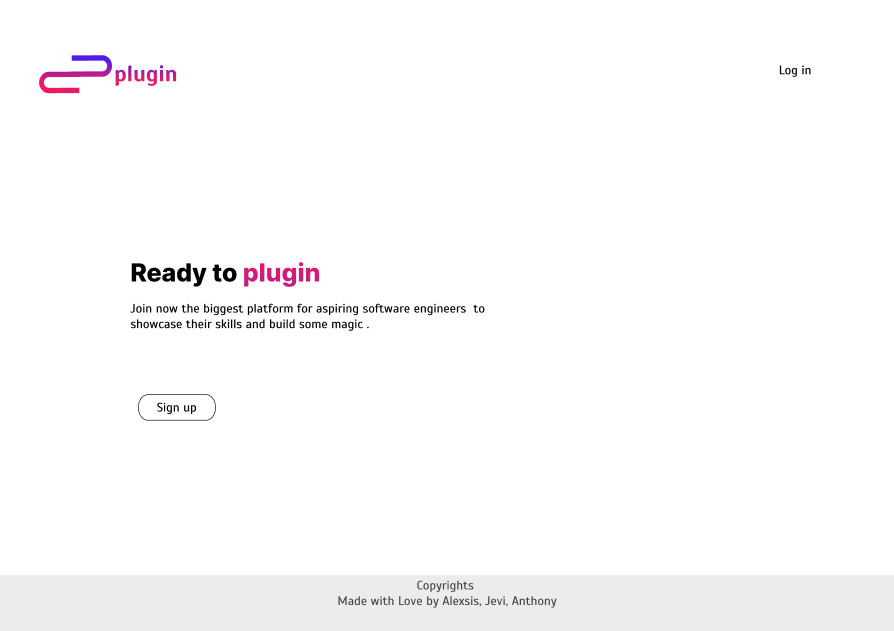 plugin
Log in
Ready to plugin
Join now the biggest platform for aspiring software engineers  to
showcase their skills and build some magic .
Sign up
Copyrights
Made with Love by Alexsis, Jevi, Anthony